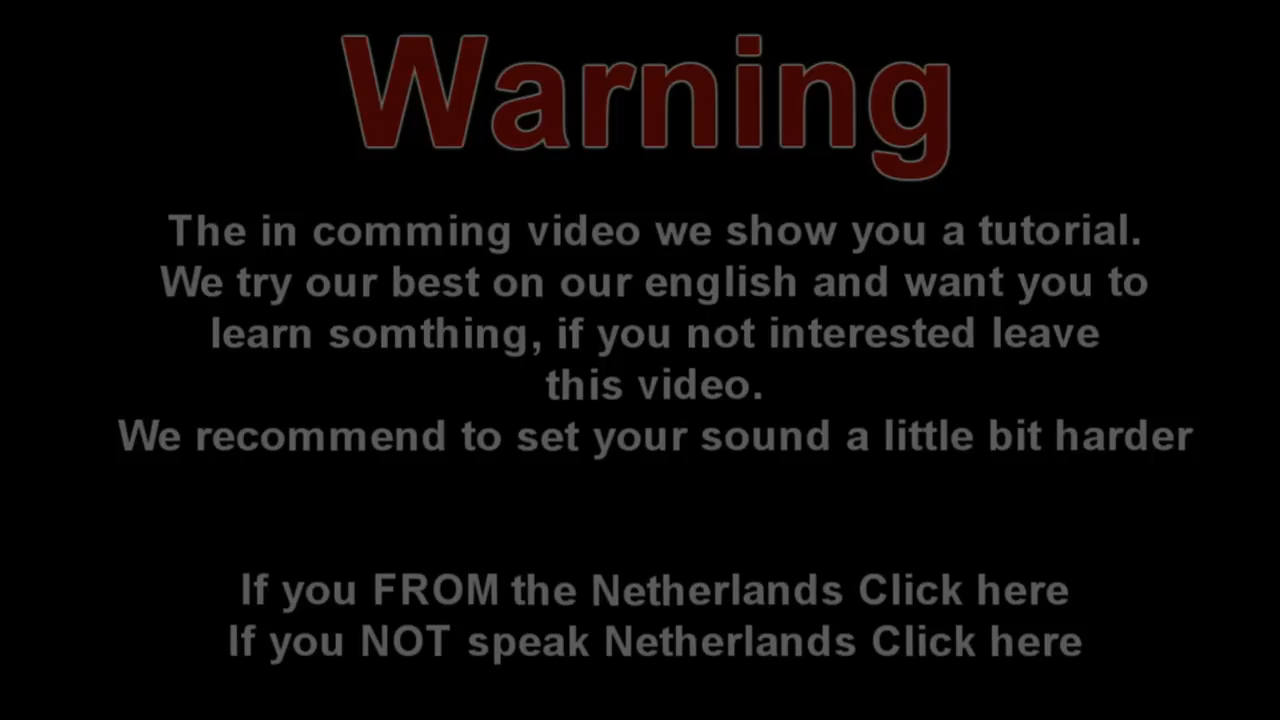 Warning
The in comming video we show you a tutorial.
We try our best on our english and want you to
learn somthing, if you not interested leave
this video.
We recommend to set your sound a little bit harder
If you FROM the Netherlands Click here
If you NOT speak Netherlands Click here